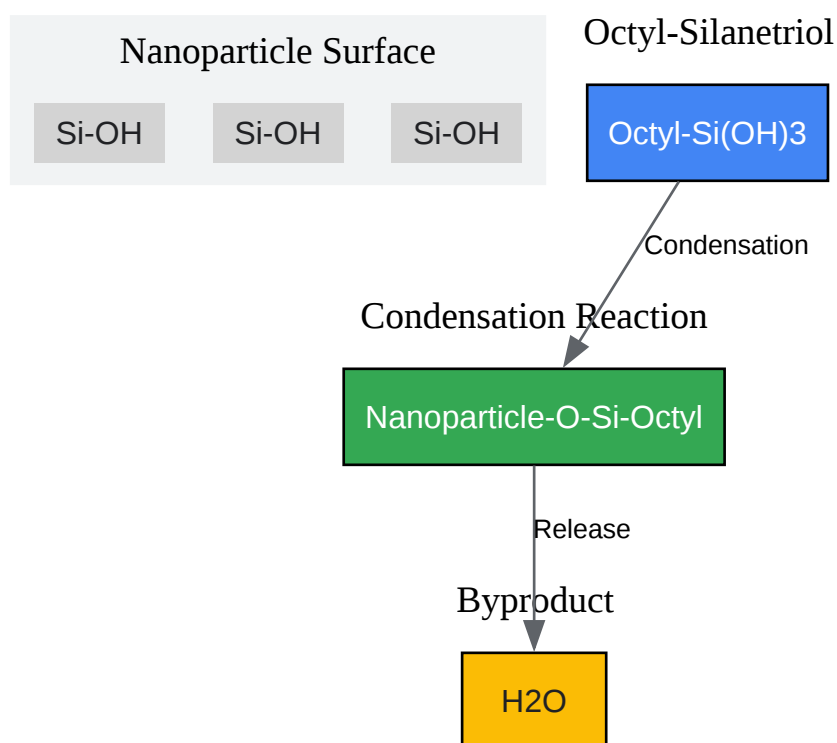 Nanoparticle Surface
Octyl-Silanetriol
Si-OH
Si-OH
Si-OH
Octyl-Si(OH)3
Condensation
Condensation Reaction
Nanoparticle-O-Si-Octyl
Release
Byproduct
H2O